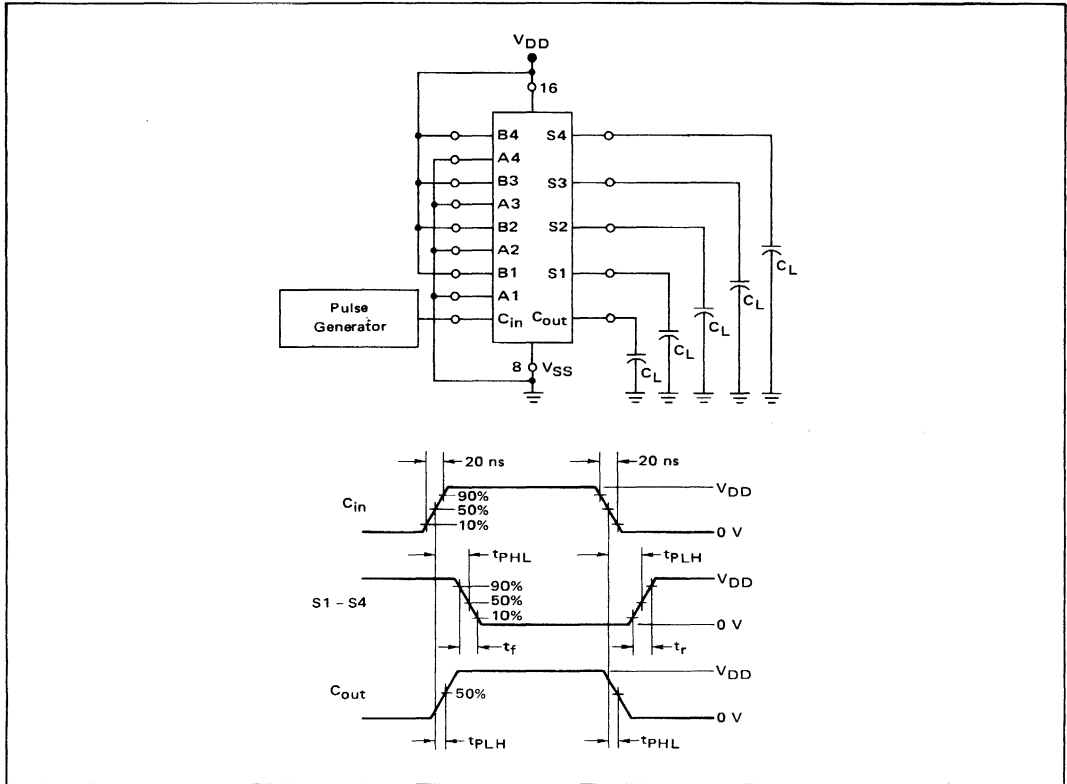 VDD
16
B4 S4
A4
B3 S3
A3
B2 S2
A2
B1 S1
A1
Cin Cout
Pulse
Generator
8 VSS
CL
CL
CL
CL
CL
20 ns 20 ns
Cin
90%
50%
10%
VDD
0 V
tPHL tPLH
S1 – S4
90%
50%
10%
VDD
0 V
tf tr
Cout
50%
VDD
0 V
tPLH tPHL